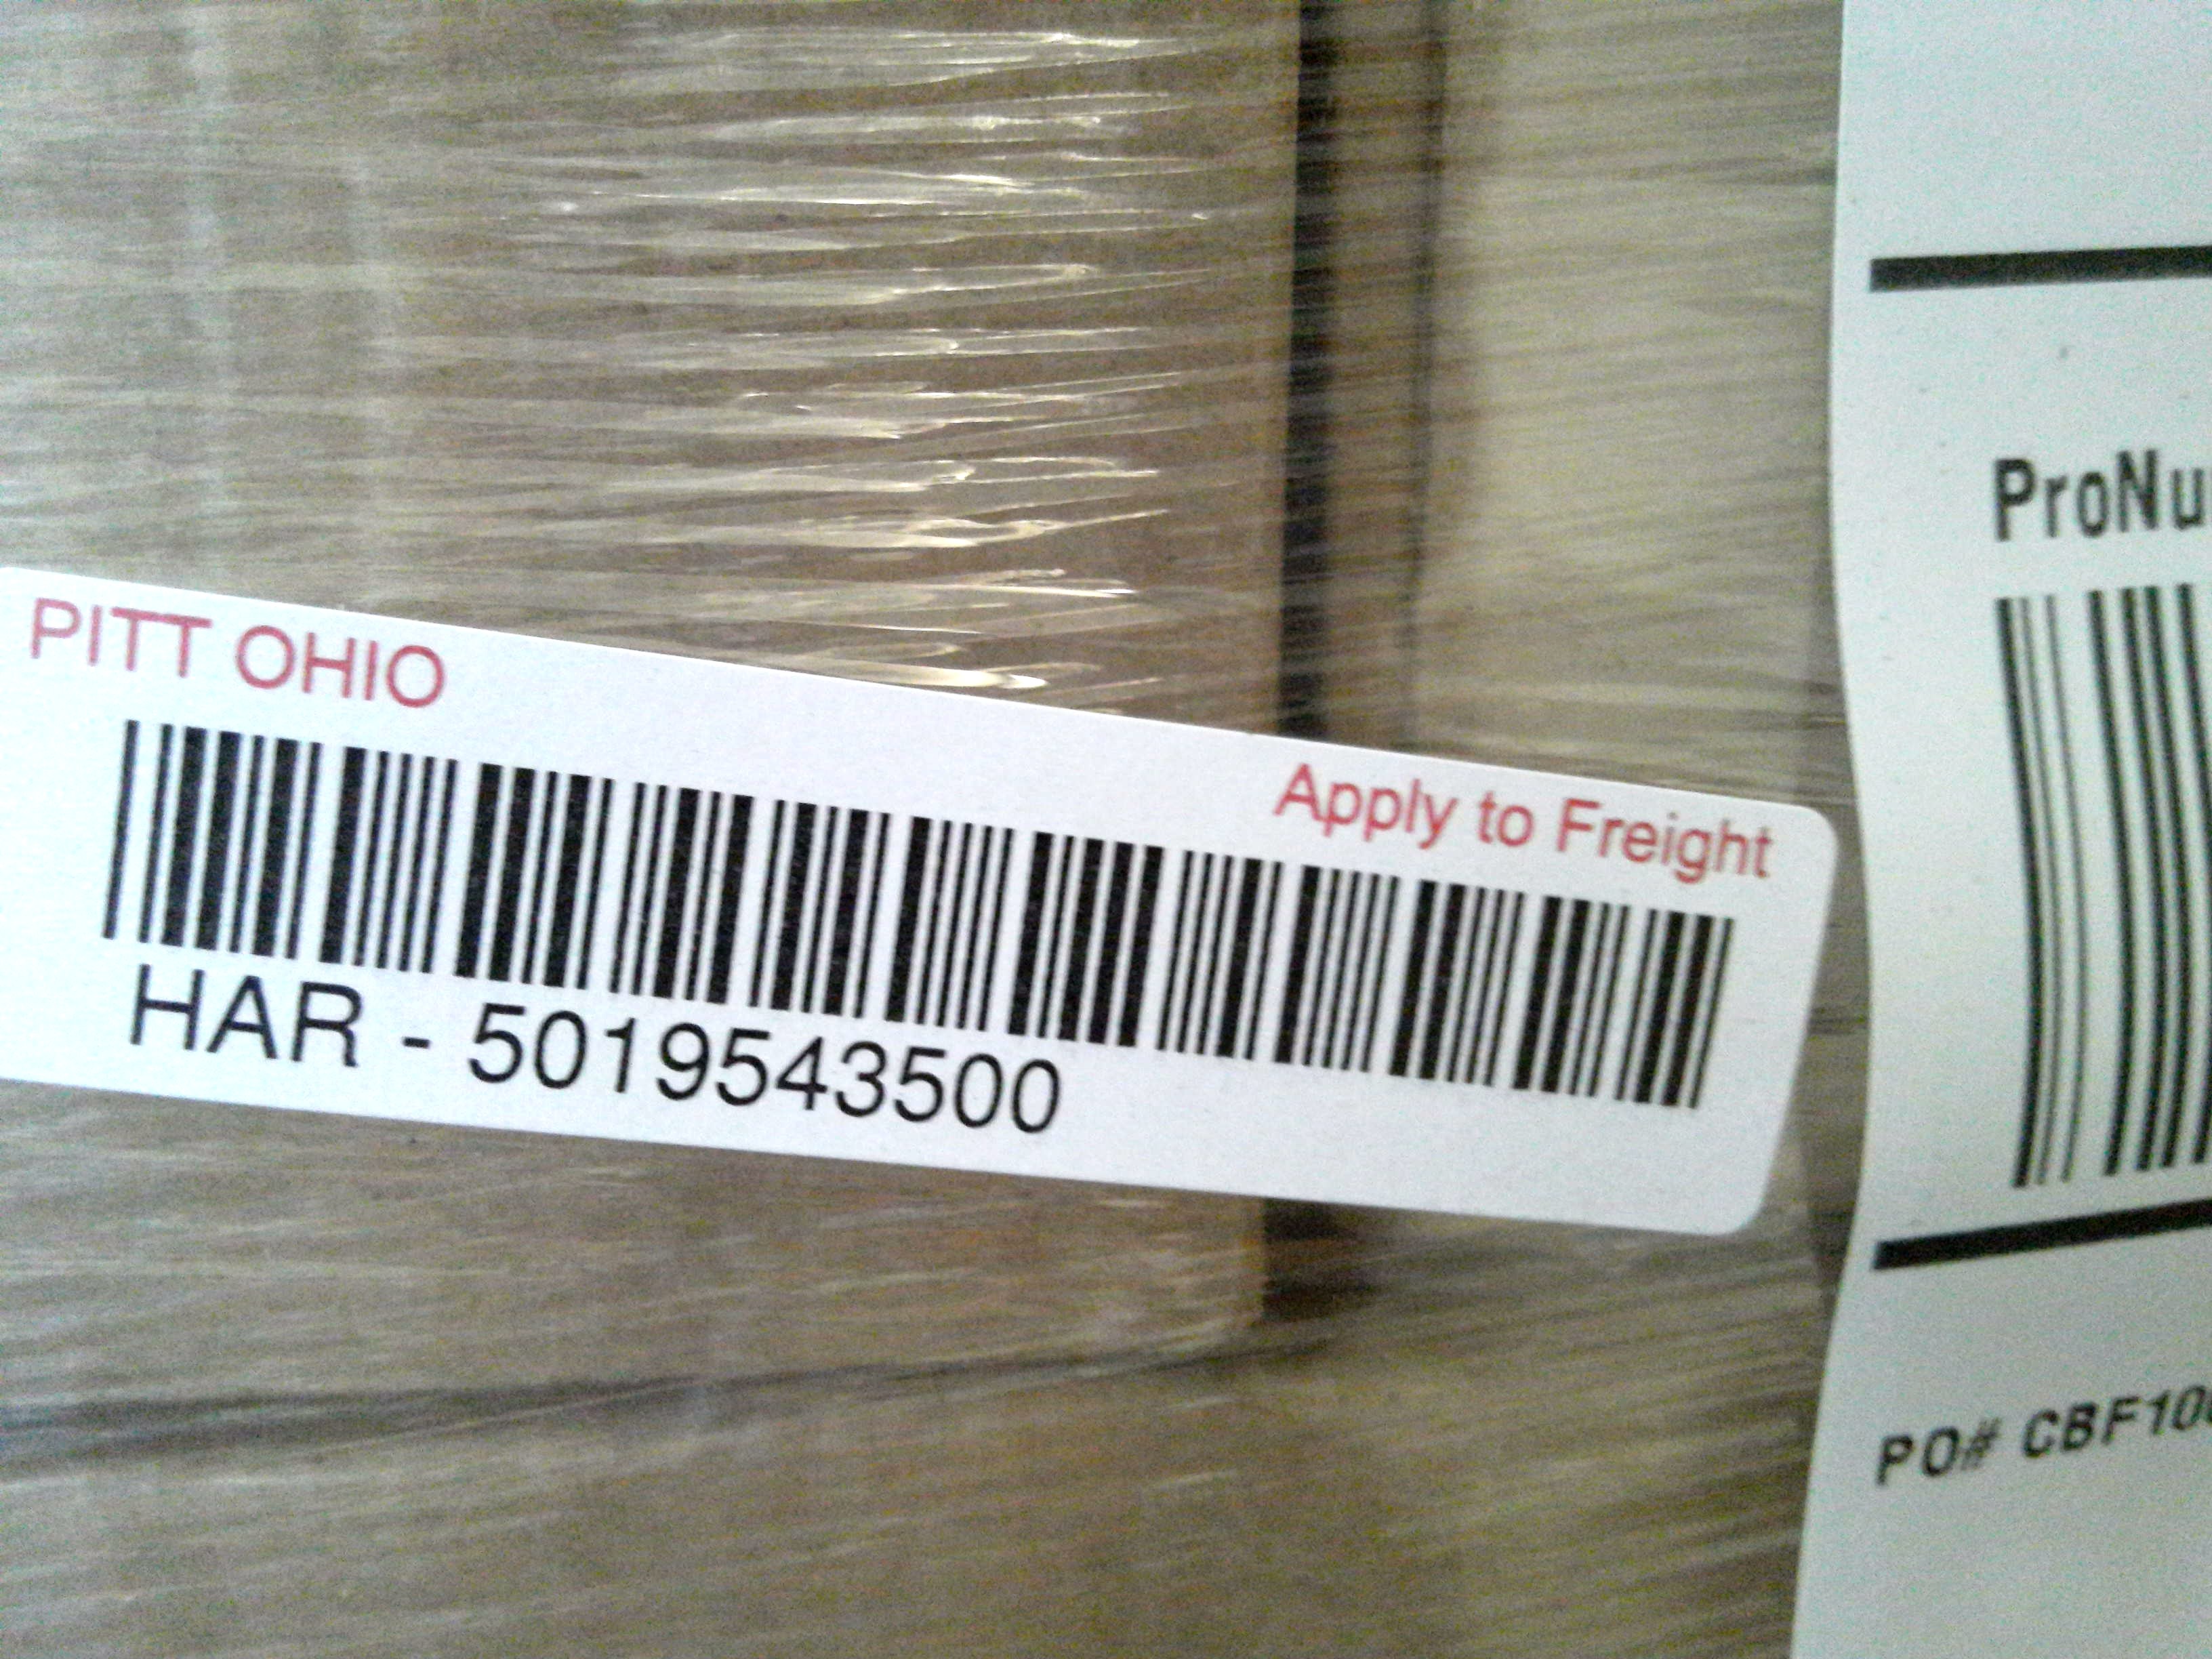 PITT OHIO
Apply to Freight
HAR - 5019543500
ProNu
PO# CBF10